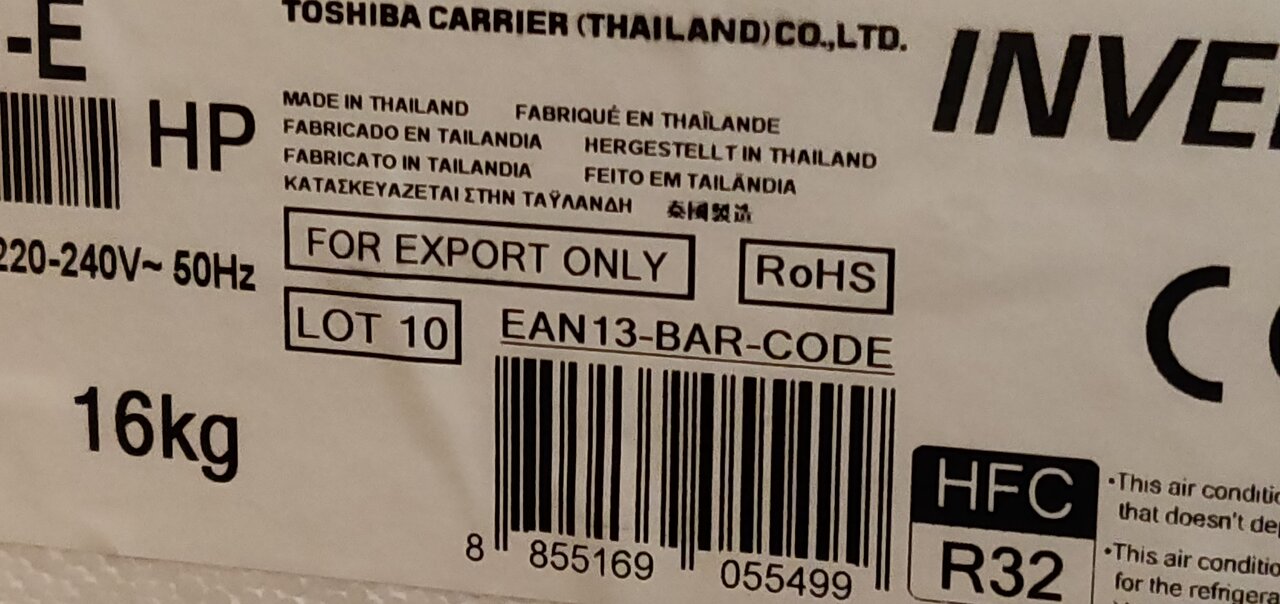 TOSHIBA CARRIER (THAILAND) CO.,LTD.
-E
INVE
HP
MADE IN THAILAND FABRIQUÉ EN THAÏLANDE
FABRICADO EN TAILANDIA HERGESTELLT IN THAILAND
FABRICATO IN TAILANDIA FEITO EM TAILÄNDIA
ΚΑΤΑΣΚΕΥΑΖΕΤΑΙ ΣΤΗΝ ΤΑΫΛΑΝΔΗ 泰國製造
220-240V~ 50Hz
FOR EXPORT ONLY
RoHS
LOT 10
EAN13-BAR-CODE
CE
16kg
8 855169 055499
HFC
R32
•This air conditio
that doesn't de
•This air conditio
for the refrigera